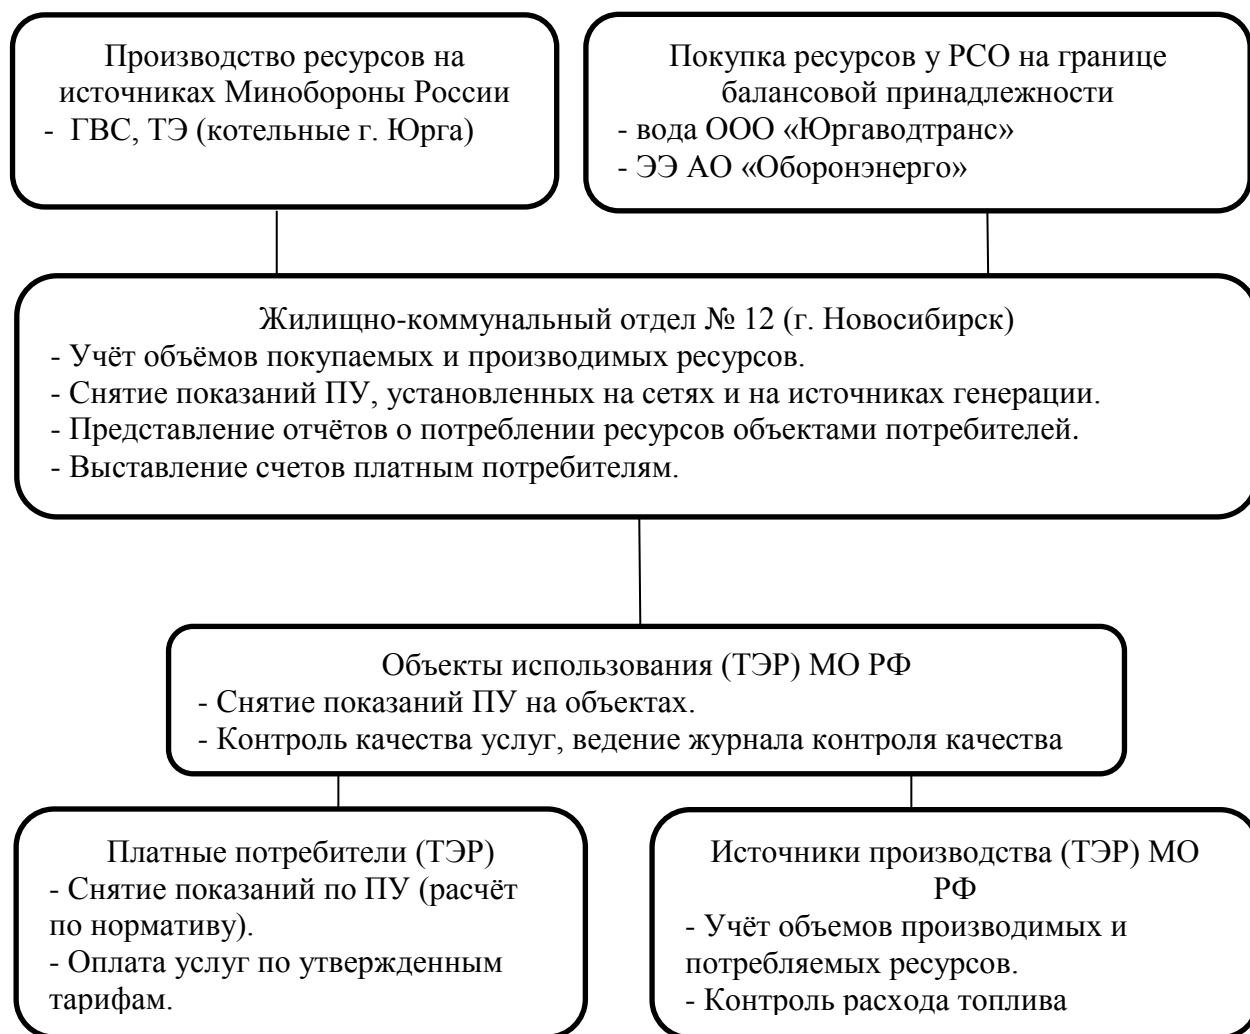 Производство ресурсов на
источниках Минобороны России
- ГВС, ТЭ (котельные г. Юрга)
Покупка ресурсов у РСО на границе
балансовой принадлежности
- вода ООО «Юргаводтранс»
- ЭЭ АО «Оборонэнерго»
Жилищно-коммунальный отдел № 12 (г. Новосибирск)
- Учёт объёмов покупаемых и производимых ресурсов.
- Снятие показаний ПУ, установленных на сетях и на источниках генерации.
- Представление отчётов о потреблении ресурсов объектами потребителей.
- Выставление счетов платным потребителям.
Объекты использования (ТЭР) МО РФ
- Снятие показаний ПУ на объектах.
- Контроль качества услуг, ведение журнала контроля качества
Платные потребители (ТЭР)
- Снятие показаний по ПУ (расчёт
по нормативу).
- Оплата услуг по утвержденным
тарифам.
Источники производства (ТЭР) МО
РФ
- Учёт объемов производимых и
потребляемых ресурсов.
- Контроль расхода топлива